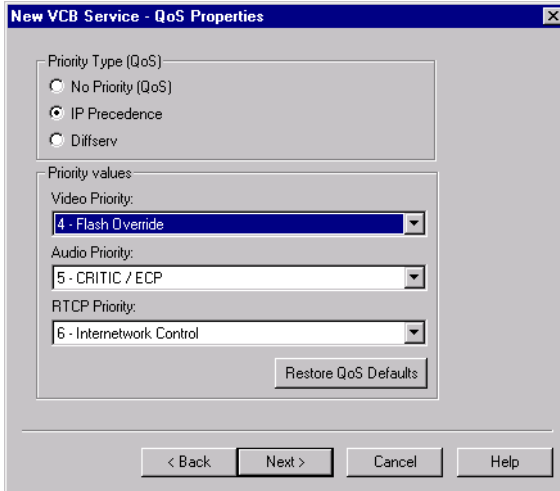 New VCB Service - QoS Properties
Priority Type (QoS)
No Priority (QoS)
IP Precedence
Diffserv
Priority values
Video Priority:
4 - Flash Override
Audio Priority:
5 - CRITIC / ECP
RTCP Priority:
6 - Internetwork Control
Restore QoS Defaults
< Back Next > Cancel Help